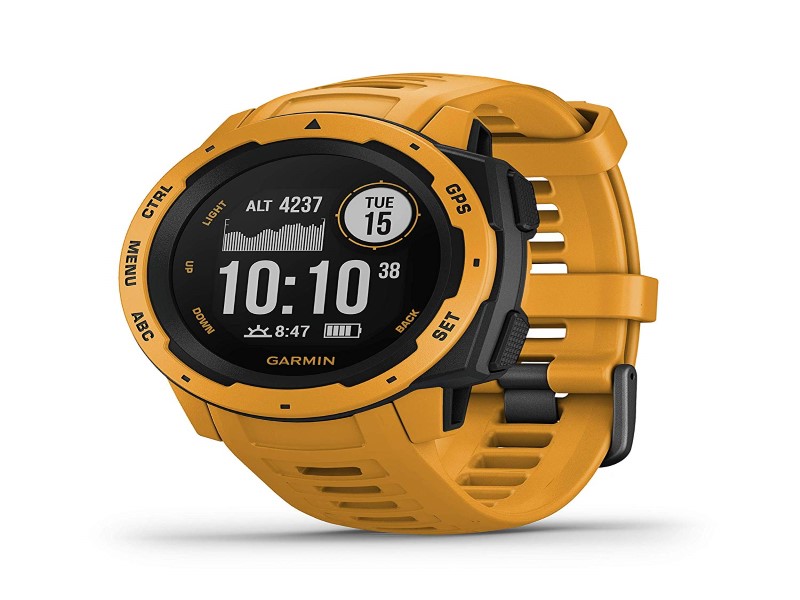 CTRL
MENU
ABC
GPS
SET
LIGHT
UP
DOWN
BACK
ALT 4237
TUE
15
10:10 38
8:47
GARMIN